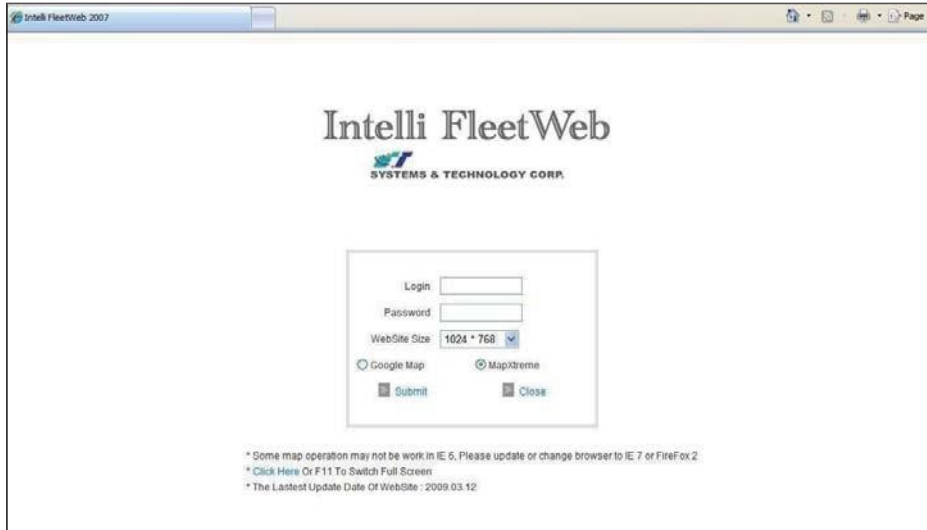 Intelli FleetWeb 2007
Page
Intelli FleetWeb
ST
SYSTEMS & TECHNOLOGY CORP.
Login
Password
WebSite Size 1024 * 768
Google Map MapXtreme
Submit Close
* Some map operation may not be work in IE 6, Please update or change browser to IE 7 or FireFox 2
* Click Here Or F11 To Switch Full Screen
* The Lastest Update Date Of WebSite : 2009.03.12